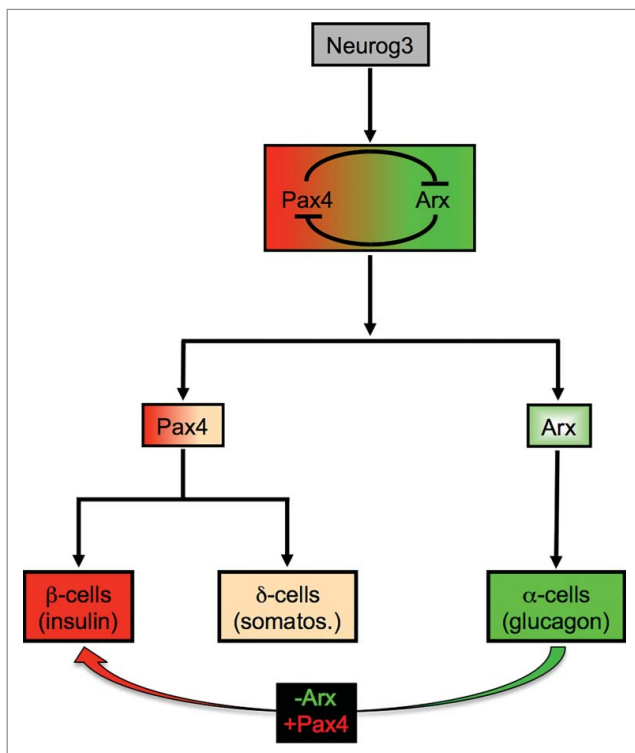 Neurog3
Pax4 Arx
Pax4
Arx
β-cells
(insulin)
δ-cells
(somatos.)
α-cells
(glucagon)
-Arx
+Pax4